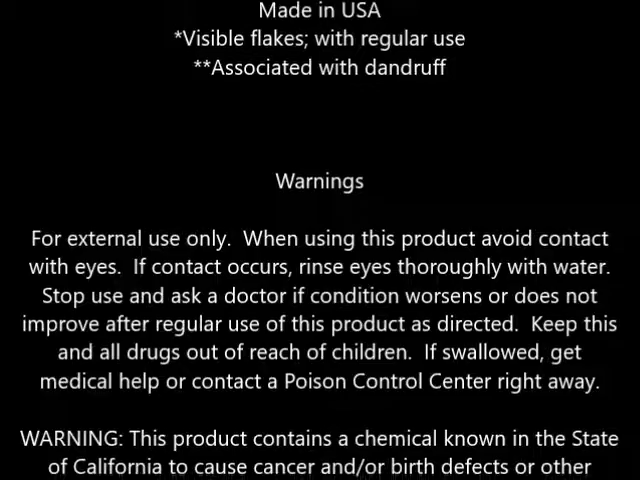 Made in USA
*Visible flakes; with regular use
**Associated with dandruff
Warnings
For external use only.  When using this product avoid contact
with eyes.  If contact occurs, rinse eyes thoroughly with water.
Stop use and ask a doctor if condition worsens or does not
improve after regular use of this product as directed.  Keep this
and all drugs out of reach of children.  If swallowed, get
medical help or contact a Poison Control Center right away.
WARNING: This product contains a chemical known in the State
of California to cause cancer and/or birth defects or other